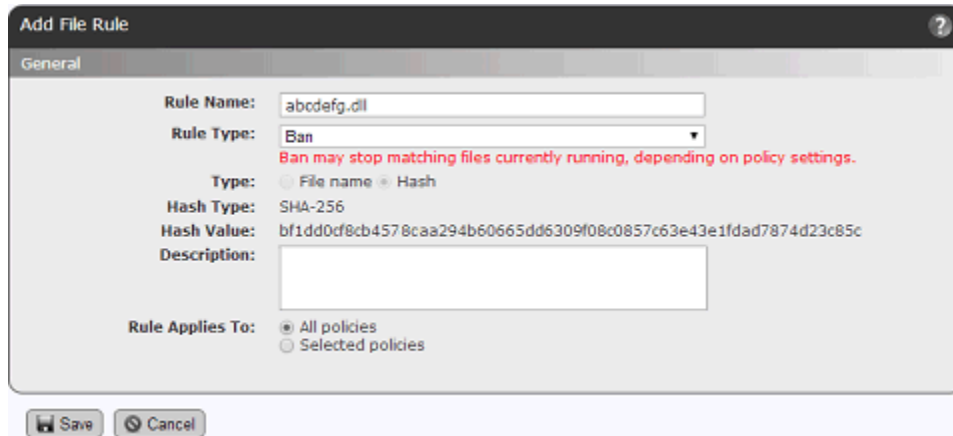 Add File Rule
?
General
Rule Name: abcdefg.dll
Rule Type: Ban
Ban may stop matching files currently running, depending on policy settings.
Type: File name Hash
Hash Type: SHA-256
Hash Value: bf1dd0cf8cb4578caa294b60665dd6309f08c0857c63e43e1fdad7874d23c85c
Description:
Rule Applies To: All policies
Selected policies
Save Cancel